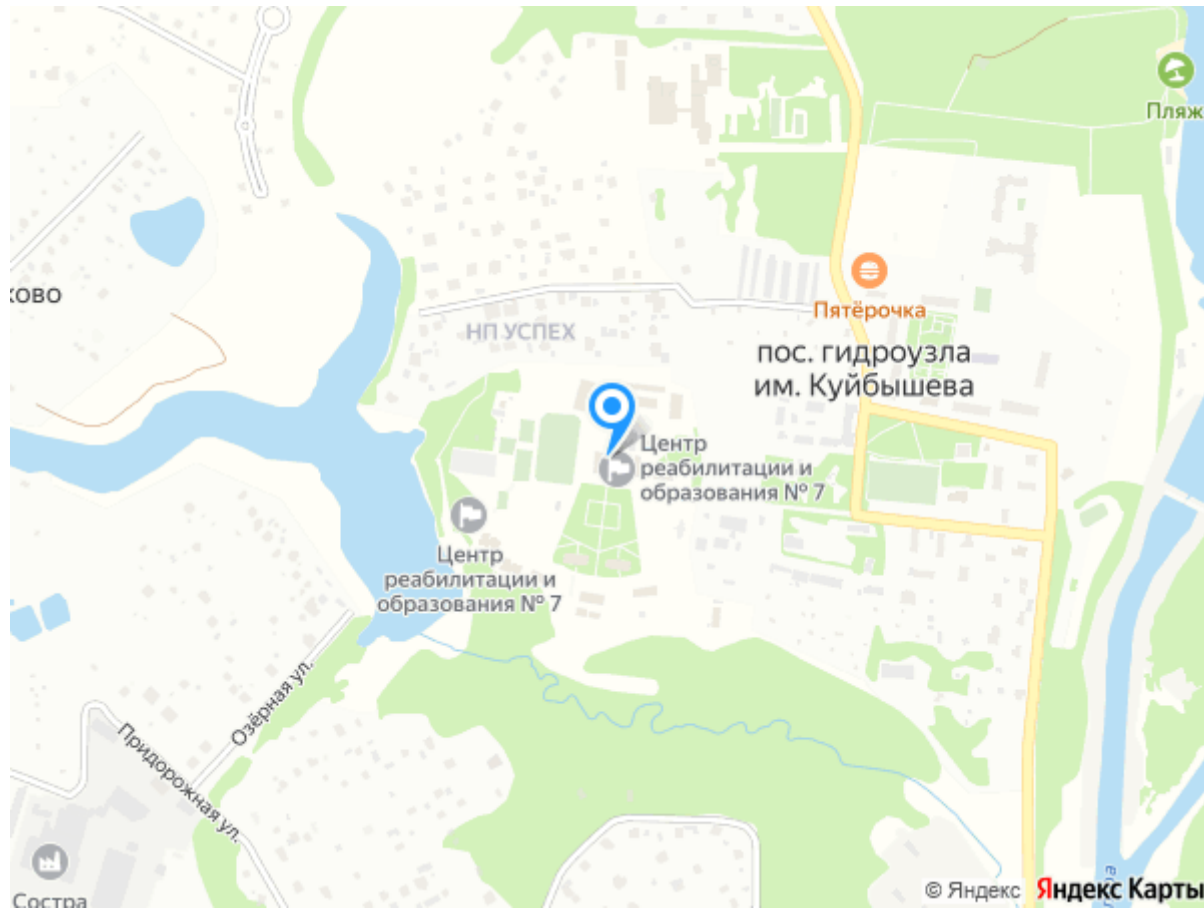 Пляж
ково
Пятёрочка
НП УСПЕХ
пос. гидроузла
им. Куйбышева
Центр
реабилитации и
образования № 7
Центр
реабилитации и
образования № 7
Озёрная ул.
Придорожная ул.
Состра
© Яндекс Яндекс Карты